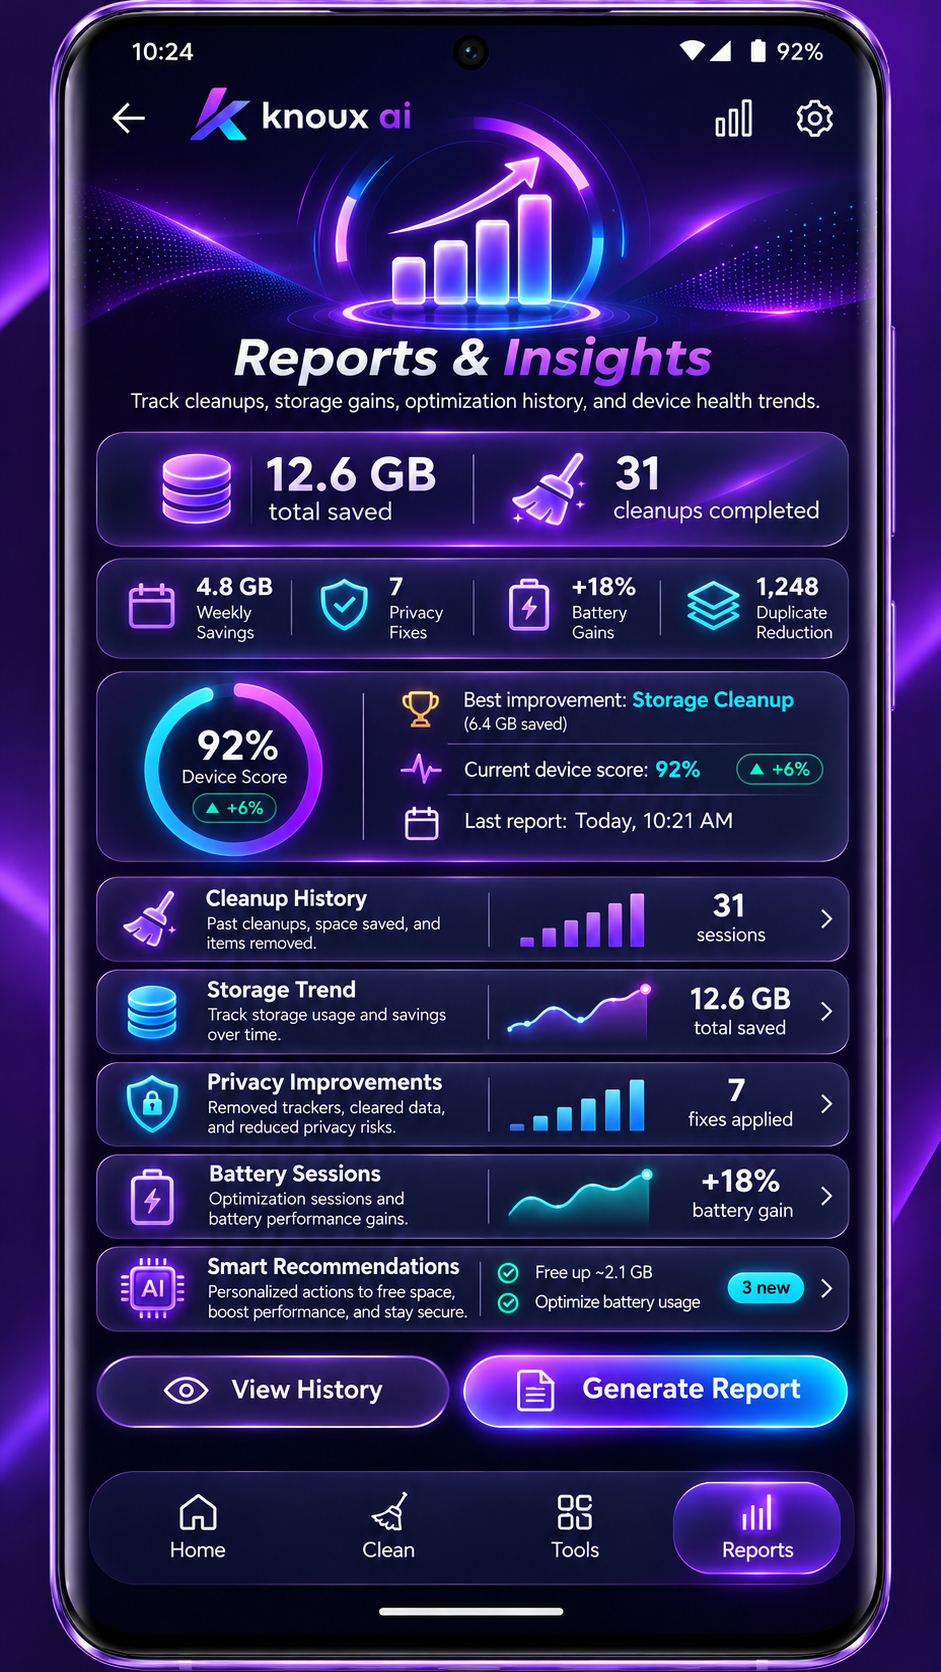 10:24
92%
knoux ai
Reports & Insights
Track cleanups, storage gains, optimization history, and device health trends.
12.6 GB
total saved
31
cleanups completed
4.8 GB
Weekly
Savings
7
Privacy
Fixes
+18%
Battery
Gains
1,248
Duplicate
Reduction
92%
Device Score
▲ +6%
Best improvement: Storage Cleanup
(6.4 GB saved)
Current device score: 92%
▲ +6%
Last report: Today, 10:21 AM
Cleanup History
Past cleanups, space saved, and
items removed.
31
sessions
Storage Trend
Track storage usage and savings
over time.
12.6 GB
total saved
Privacy Improvements
Removed trackers, cleared data,
and reduced privacy risks.
7
fixes applied
Battery Sessions
Optimization sessions and
battery performance gains.
+18%
battery gain
AI
Smart Recommendations
Personalized actions to free space,
boost performance, and stay secure.
Free up ~2.1 GB
Optimize battery usage
3 new
View History
Generate Report
Home
Clean
Tools
Reports